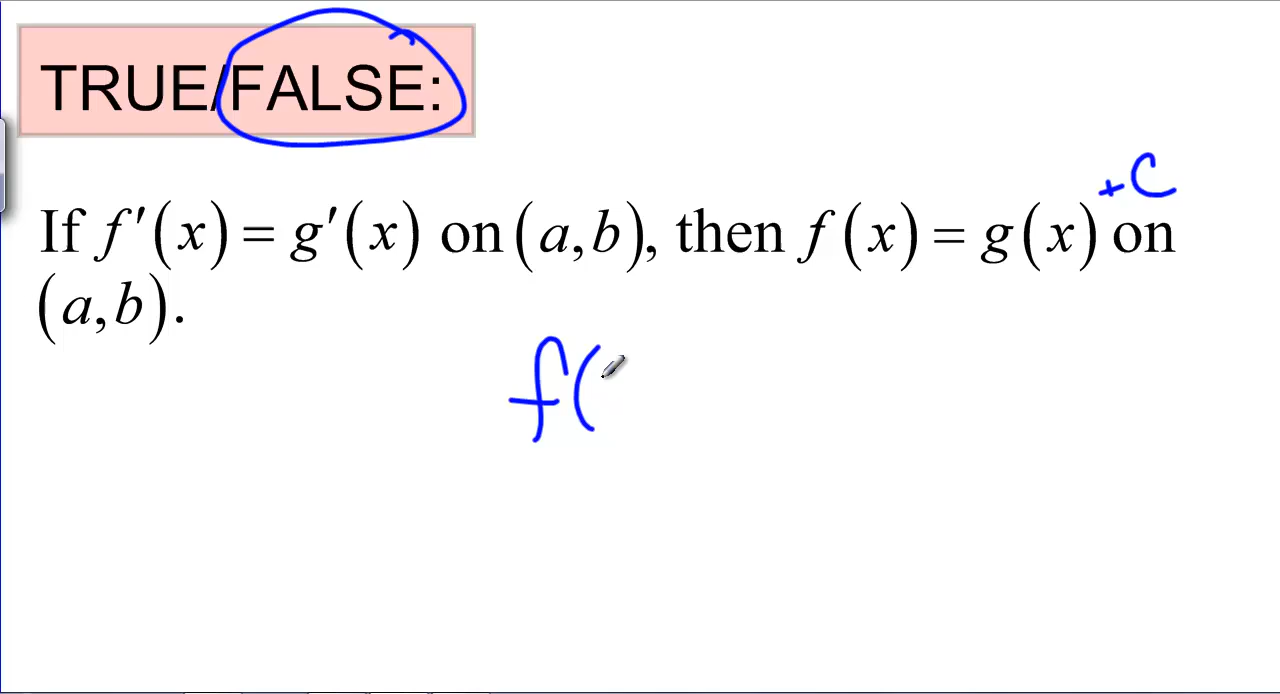 TRUE/FALSE:
+C
If f'(x) = g'(x) on (a,b), then f(x) = g(x) on
(a,b).
f(